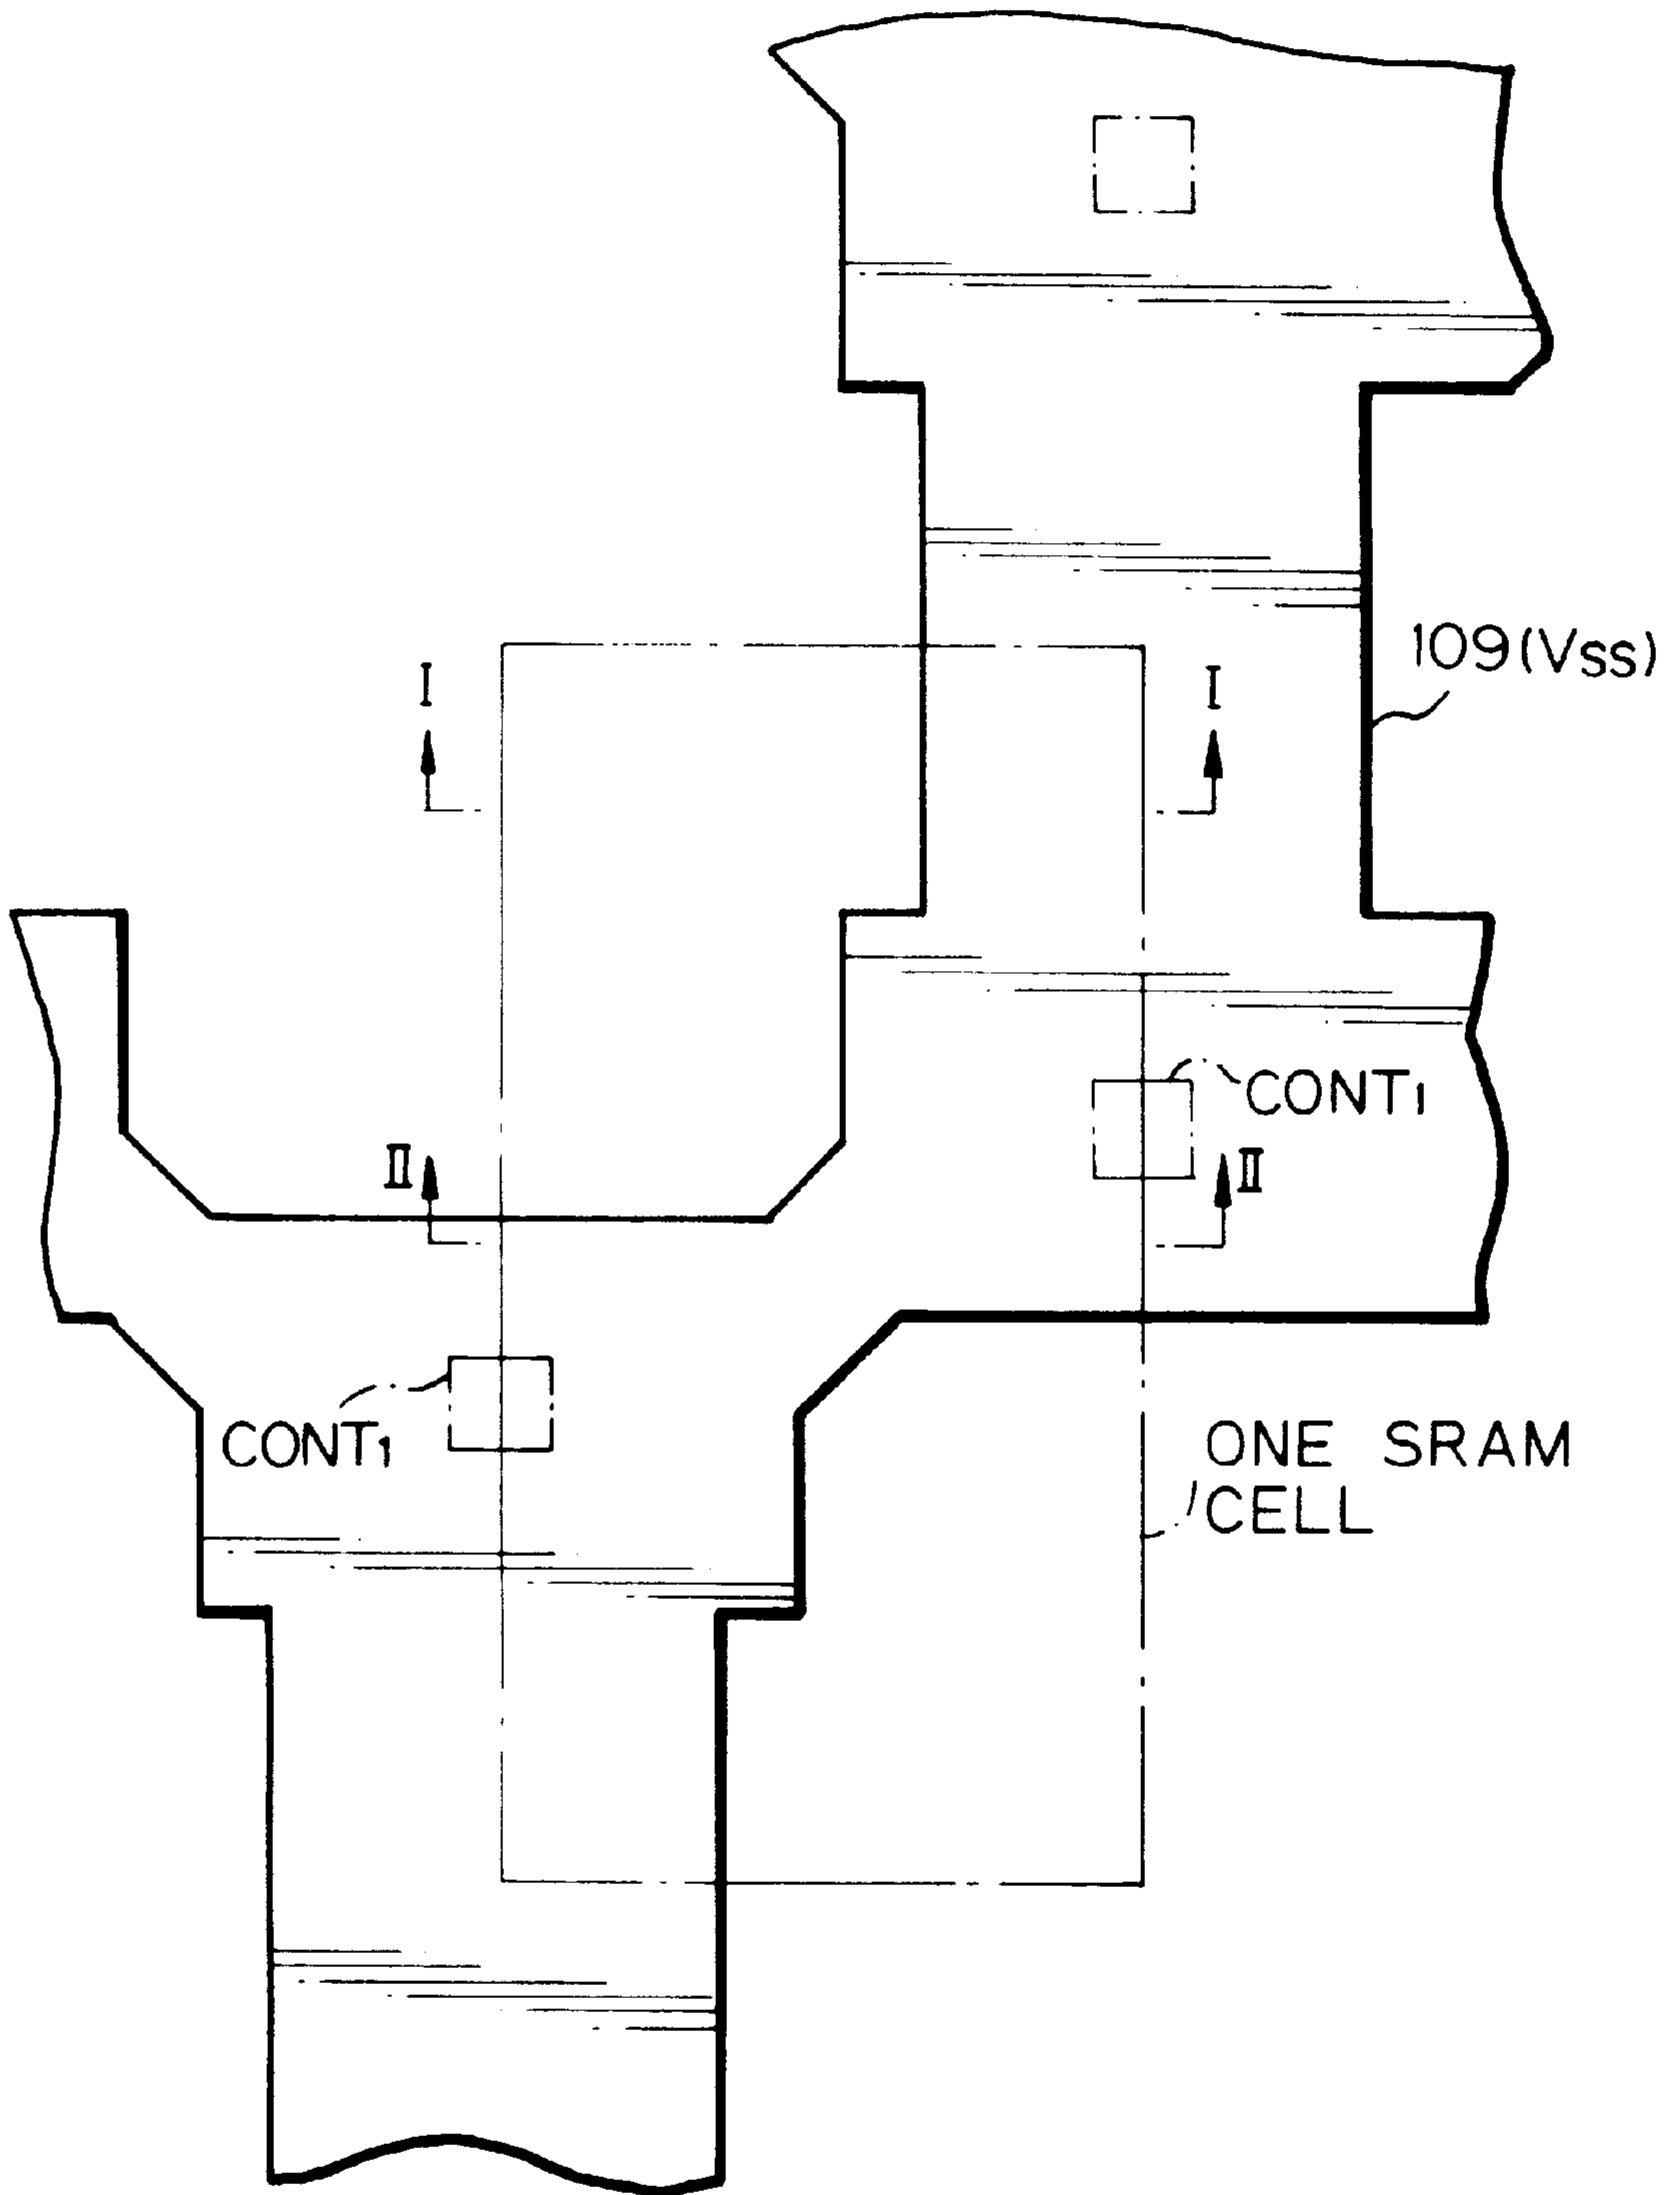 109(VSS)
I
I
CONT1
II
II
CONT1
ONE SRAM
CELL